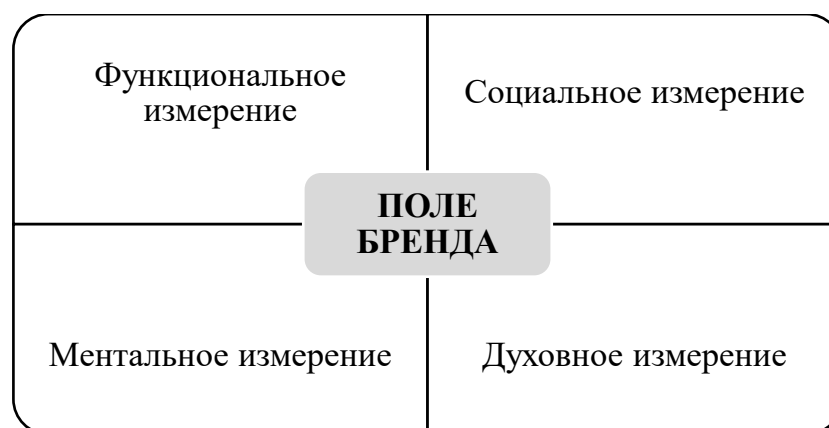 Функциональное
измерение
Социальное измерение
ПОЛЕ
БРЕНДА
Ментальное измерение
Духовное измерение